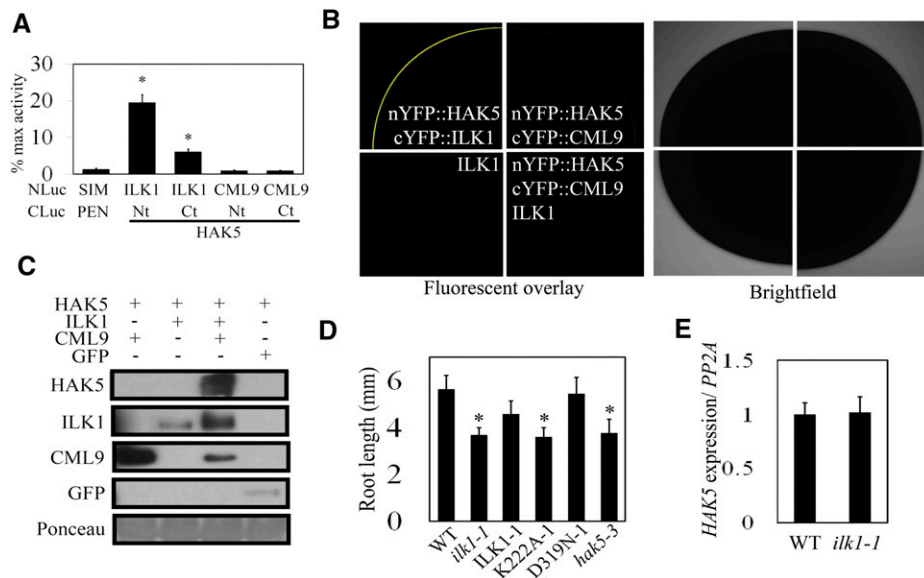 A
% max activity
30
20
10
0
*
*
NLuc SIM ILK1 ILK1 CML9 CML9
CLuc PEN Nt Ct Nt Ct
HAK5
B
nYFP::HAK5
cYFP::ILK1
nYFP::HAK5
cYFP::CML9
ILK1
nYFP::HAK5
cYFP::CML9
ILK1
Fluorescent overlay
Brightfield
C
HAK5 + + + +
ILK1 - + + -
CML9 + - + -
GFP - - - +
HAK5
ILK1
CML9
GFP
Ponceau
D
Root length (mm)
6
4
2
0
* * *
WT ilk1-1 ILK1-1 K222A-1 D319N-1 hak5-3
E
HAK5 expression/ PP2A
1.5
1
0.5
0
WT ilk1-1